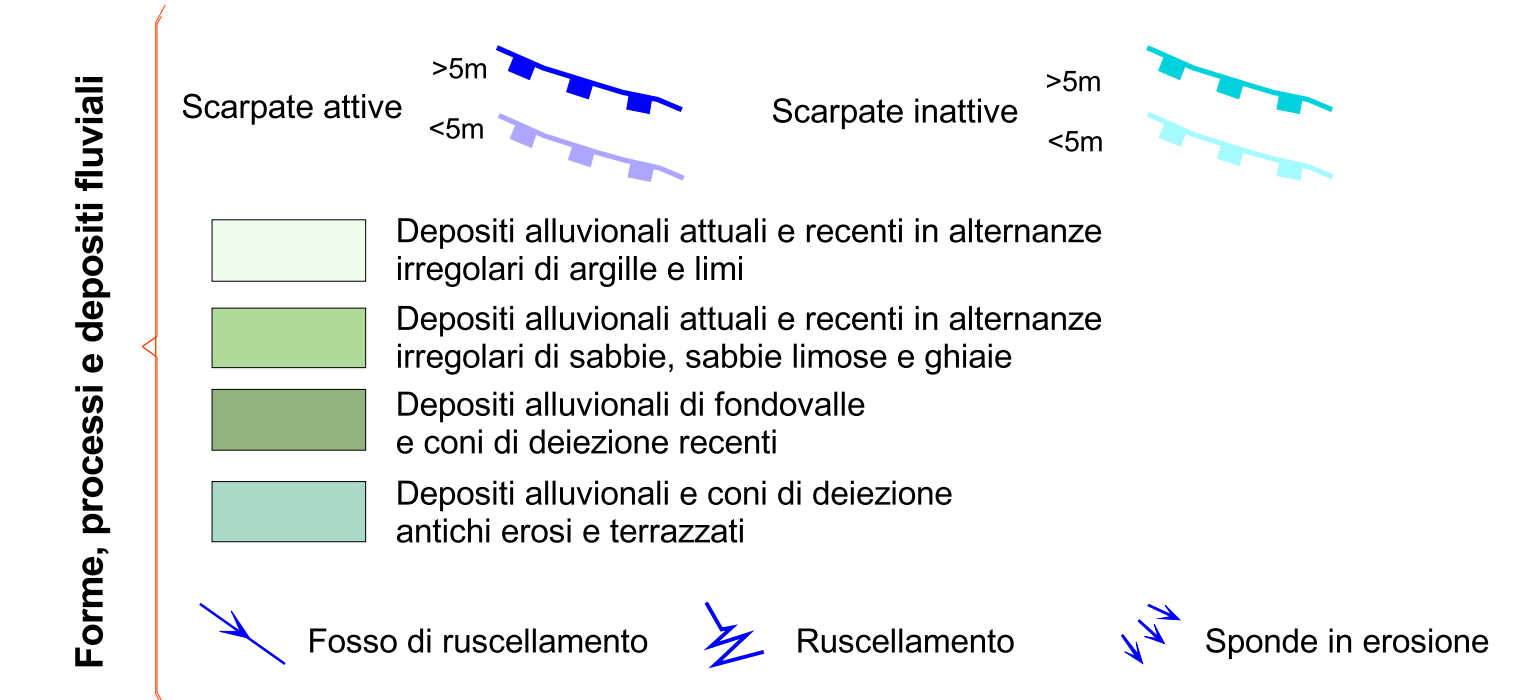 Forme, processi e depositi fluviali
Scarpate attive
>5m
<5m
Scarpate inattive
>5m
<5m
Depositi alluvionali attuali e recenti in alternanze
irregolari di argille e limi
Depositi alluvionali attuali e recenti in alternanze
irregolari di sabbie, sabbie limose e ghiaie
Depositi alluvionali di fondovalle
e coni di deiezione recenti
Depositi alluvionali e coni di deiezione
antichi erosi e terrazzati
Fosso di ruscellamento
Ruscellamento
Sponde in erosione